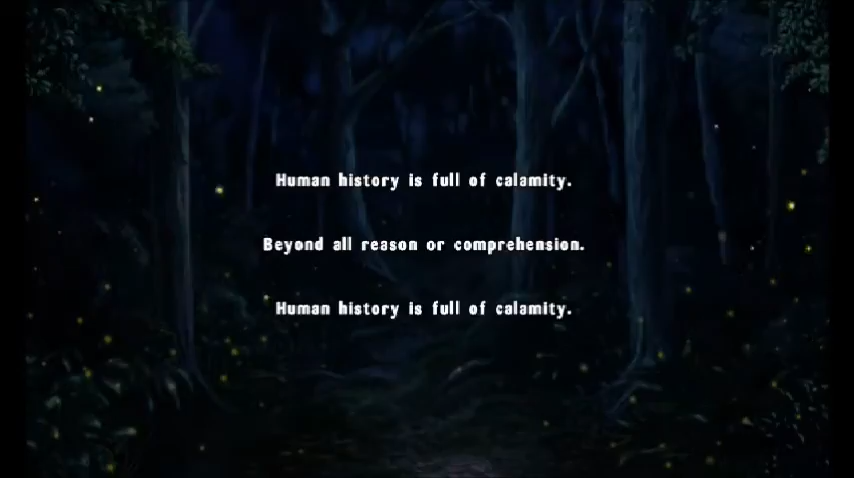 Human history is full of calamity.
Beyond all reason or comprehension.
Human history is full of calamity.